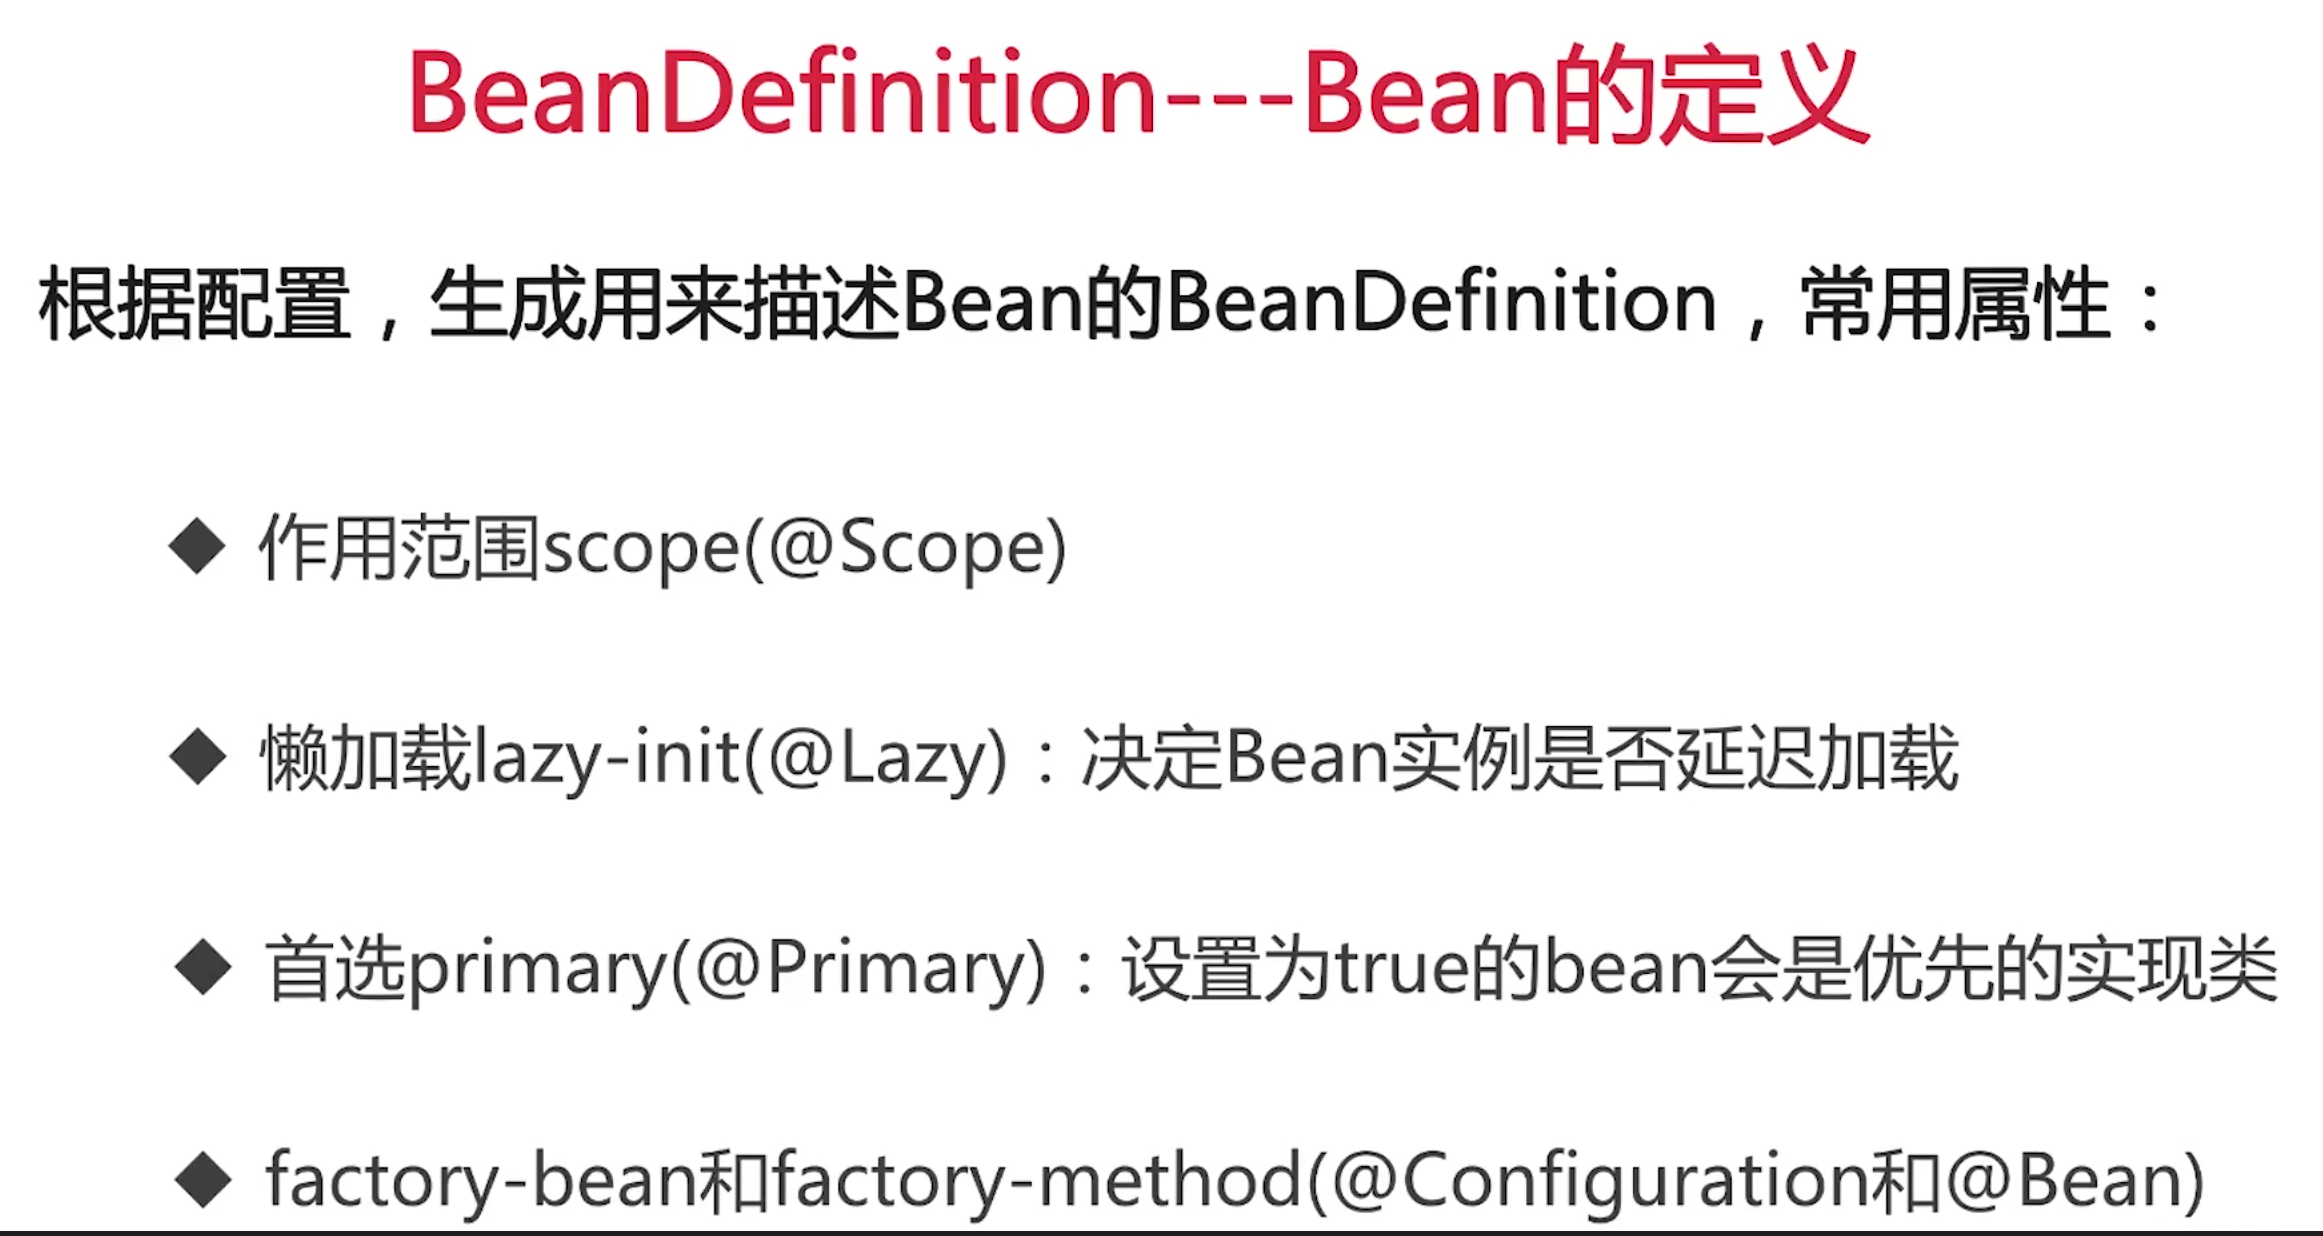 BeanDefinition---Bean的定义
根据配置，生成用来描述Bean的BeanDefinition，常用属性：
◆ 作用范围scope(@Scope)
◆ 懒加载lazy-init(@Lazy)：决定Bean实例是否延迟加载
◆ 首选primary(@Primary)：设置为true的bean会是优先的实现类
◆ factory-bean和factory-method(@Configuration和@Bean)